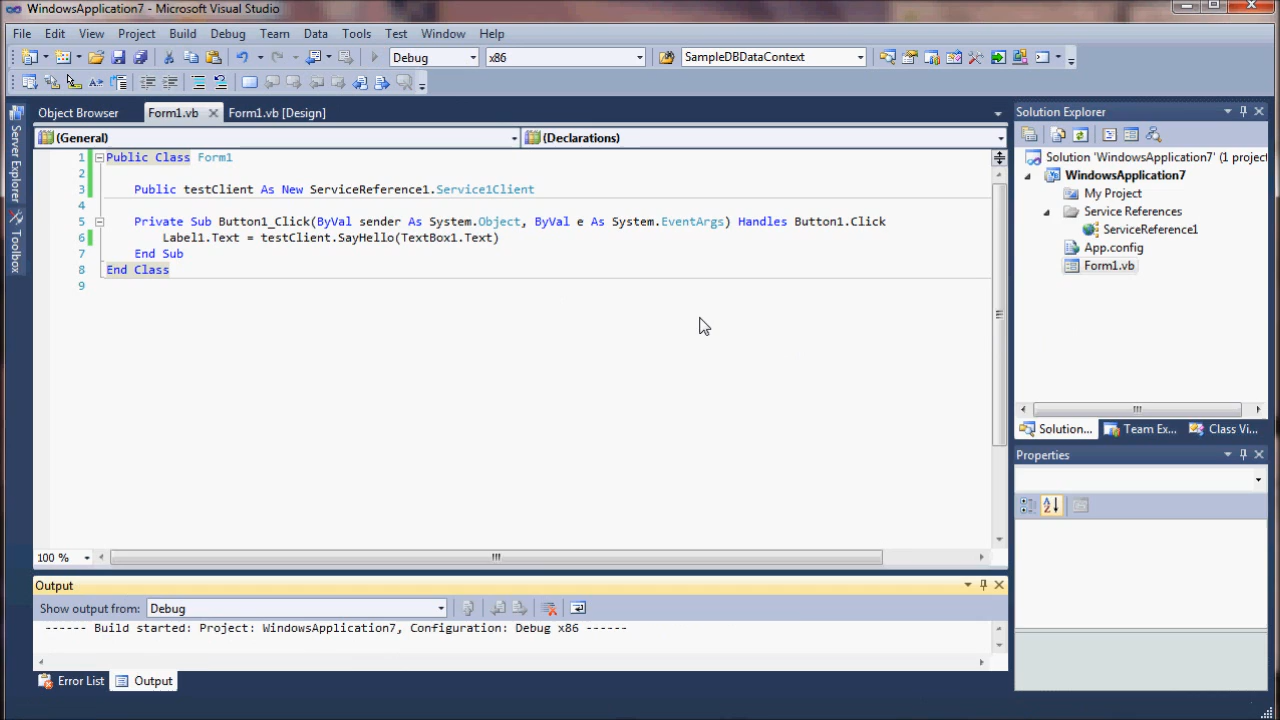 WindowsApplication7 - Microsoft Visual Studio
File Edit View Project Build Debug Team Data Tools Test Window Help
Debug x86 SampleDBDataContext
Object Browser Form1.vb Form1.vb [Design]
(General) (Declarations)
1 Public Class Form1
2
3 Public testClient As New ServiceReference1.Service1Client
4
5 Private Sub Button1_Click(ByVal sender As System.Object, ByVal e As System.EventArgs) Handles Button1.Click
6 Label1.Text = testClient.SayHello(TextBox1.Text)
7 End Sub
8 End Class
9
100 %
Server Explorer
Toolbox
Output
Show output from: Debug
------ Build started: Project: WindowsApplication7, Configuration: Debug x86 ------
Error List Output
Solution Explorer
Solution 'WindowsApplication7' (1 project
WindowsApplication7
My Project
Service References
ServiceReference1
App.config
Form1.vb
Solution... Team Ex... Class Vi...
Properties